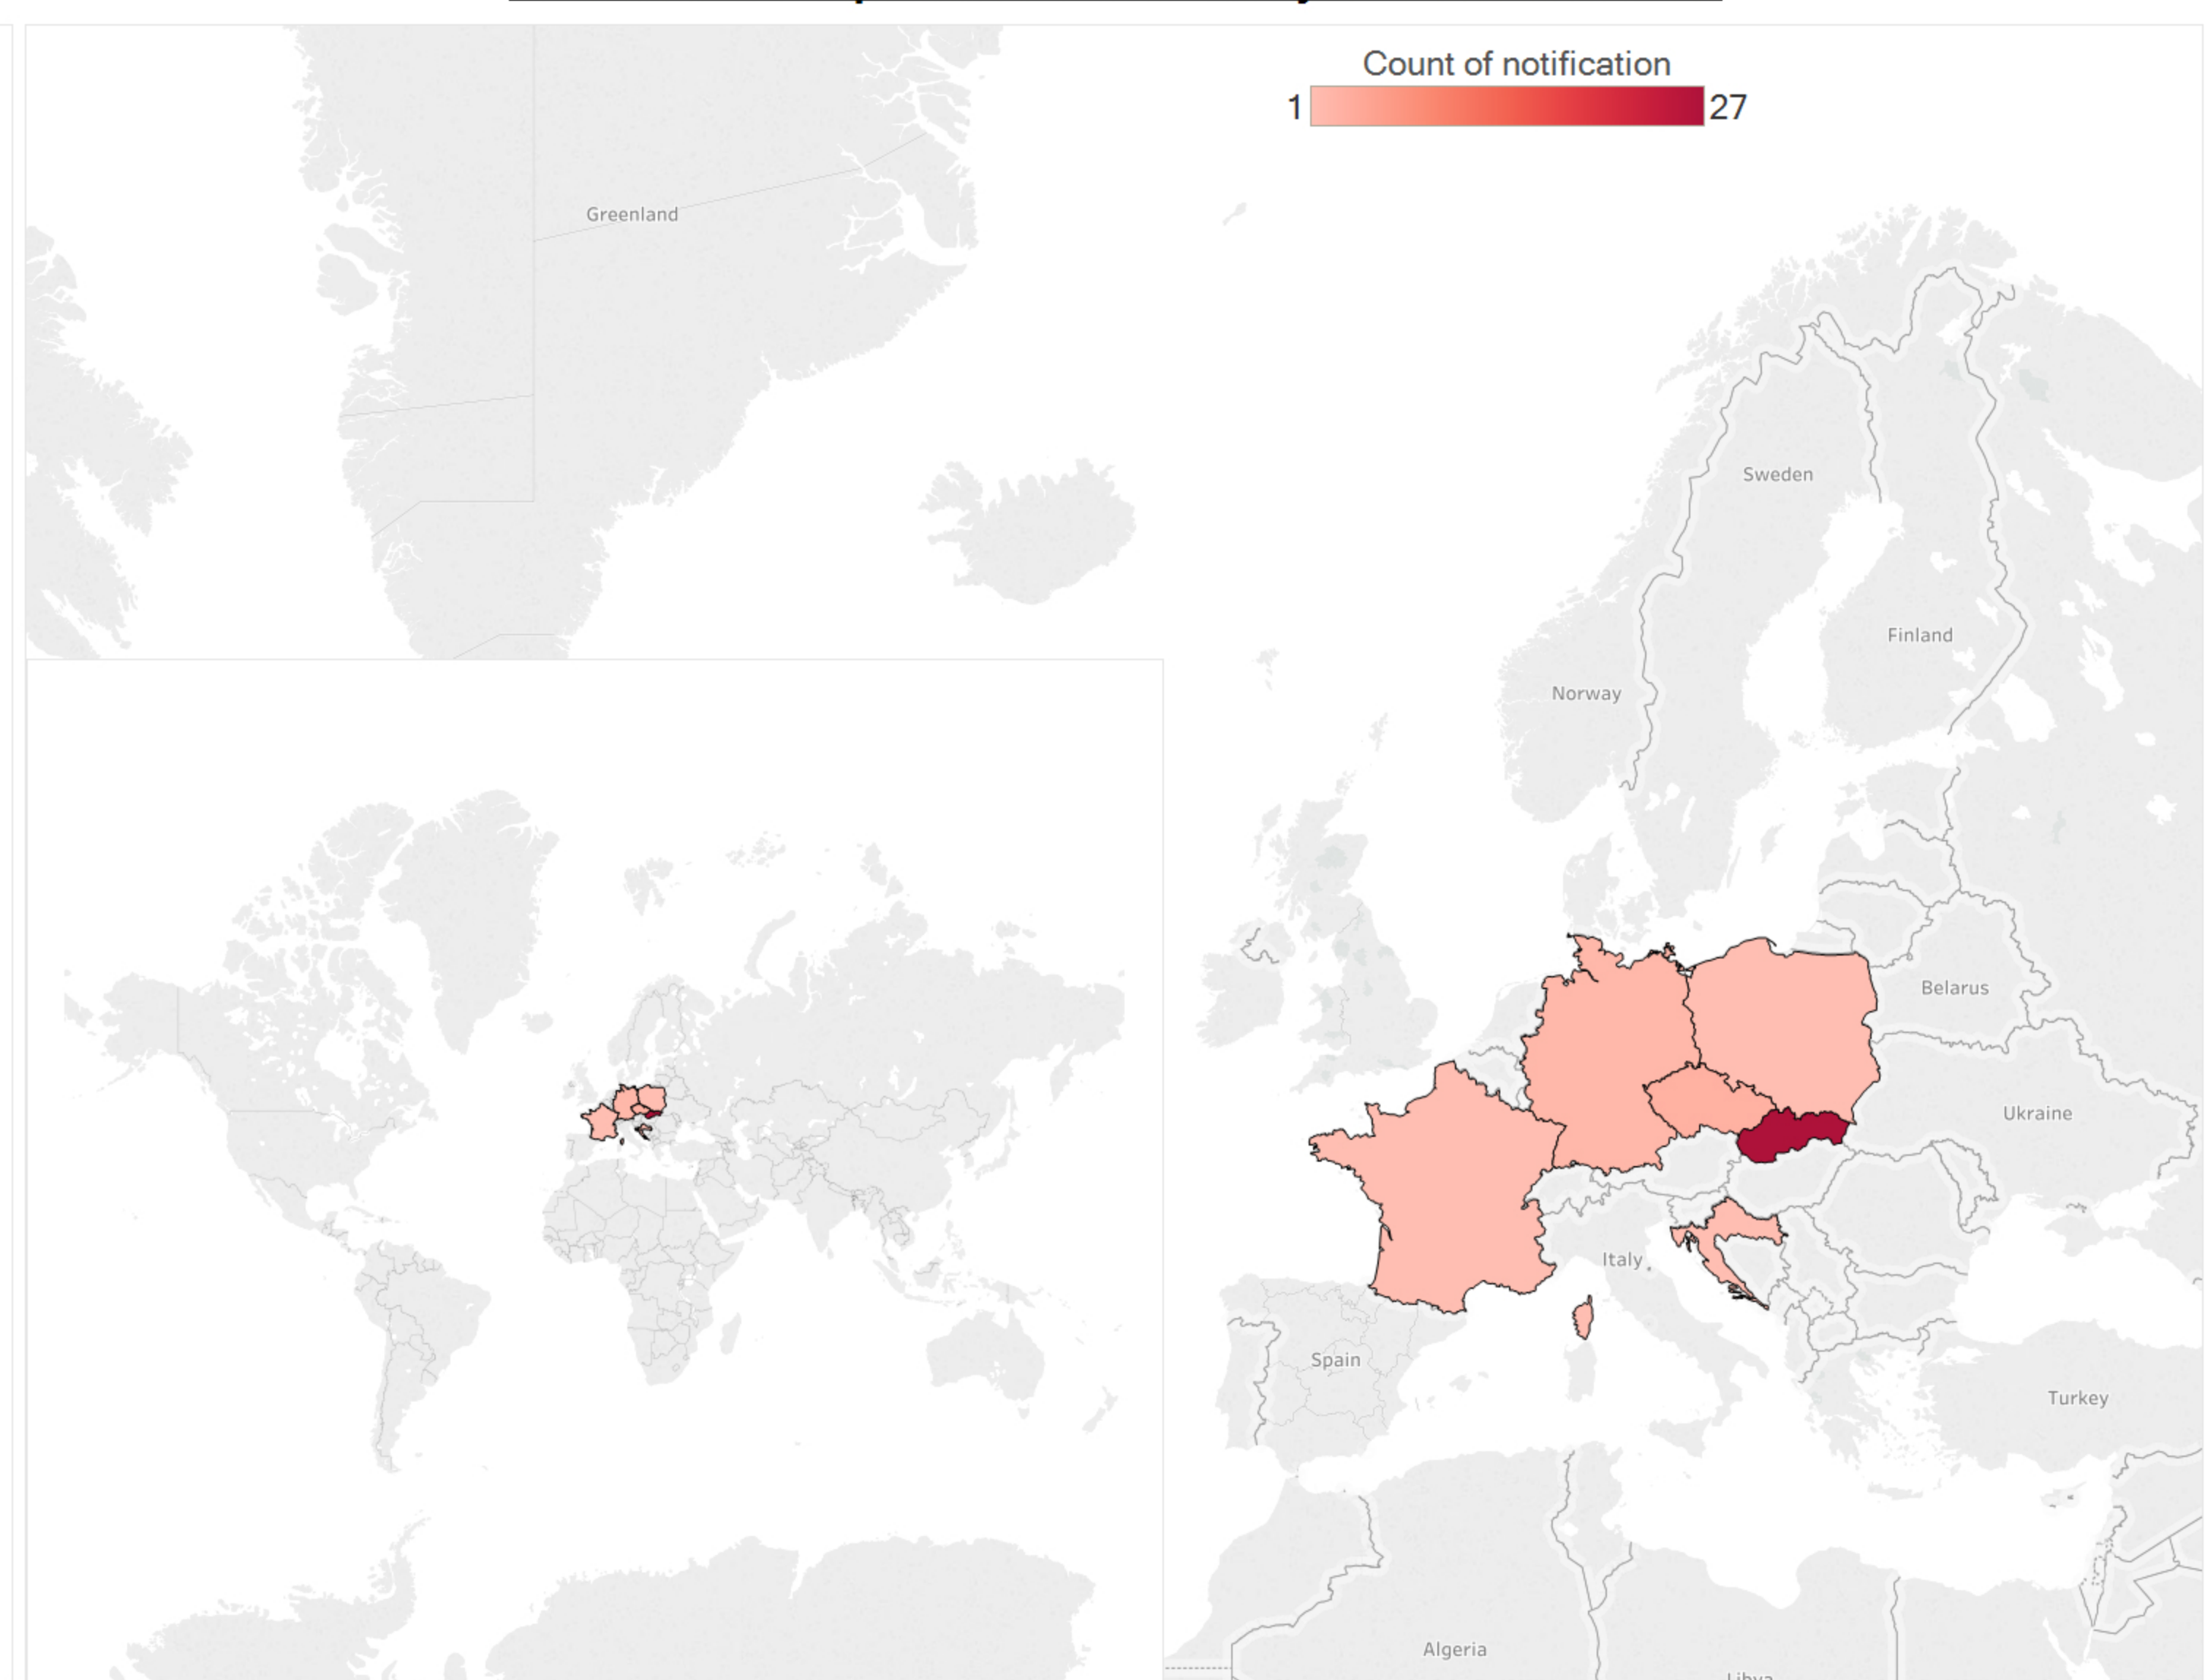 Count of notification
1 27
Greenland
Sweden
Finland
Norway
Belarus
Ukraine
Italy
Spain
Turkey
Algeria